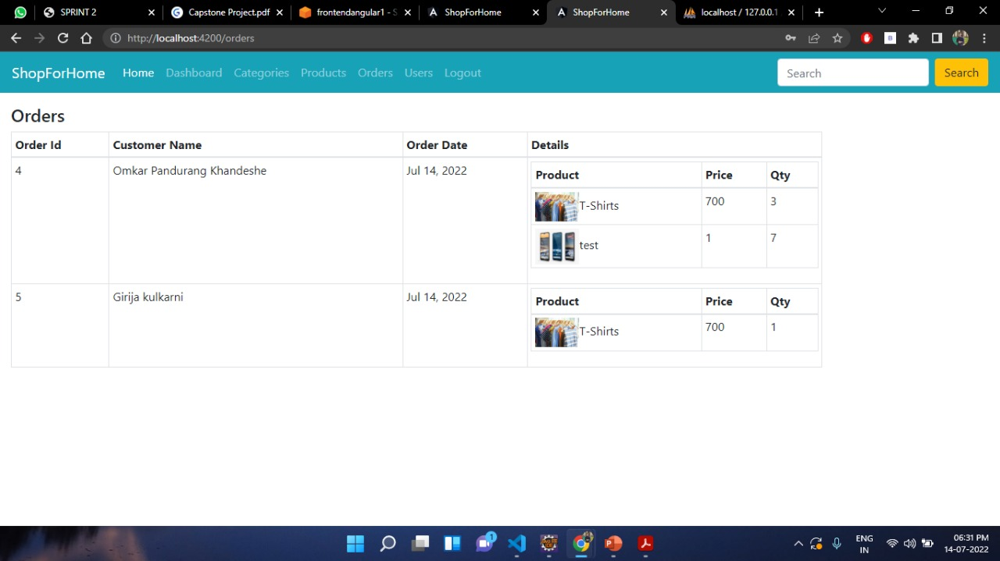 SPRINT 2
Capstone Project.pdf
frontendangular1 - S
ShopForHome
ShopForHome
localhost / 127.0.0.1
http://localhost:4200/orders
ShopForHome Home Dashboard Categories Products Orders Users Logout Search Search
Orders
Order Id Customer Name Order Date Details
4 Omkar Pandurang Khandeshe Jul 14, 2022
Product Price Qty
T-Shirts 700 3
test 1 7
5 Girija kulkarni Jul 14, 2022
Product Price Qty
T-Shirts 700 1
1
ENG
IN
06:31 PM
14-07-2022